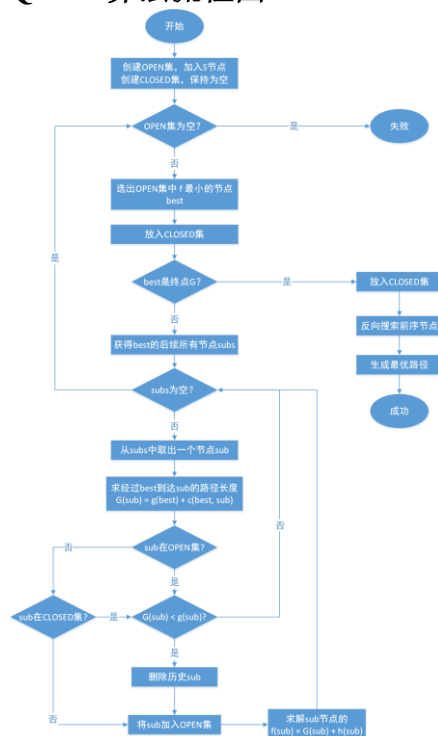 开始
创建OPEN集，加入S节点
创建CLOSED集，保持为空
OPEN集为空？
是
失败
否
选出OPEN集中 f 最小的节点
best
放入CLOSED集
是
best是终点G？
是
放入CLOSED集
否
反向搜索前序节点
获得best的后续所有节点subs
生成最优路径
subs为空？
成功
否
从subs中取出一个节点sub
求经过best到达sub的路径长度
G(sub) = g(best) + c(best, sub)
否
否
sub在OPEN集？
是
sub在CLOSED集？
是
G(sub) < g(sub)?
是
删除历史sub
否
将sub加入OPEN集
求解sub节点的
f(sub) = G(sub) + h(sub)